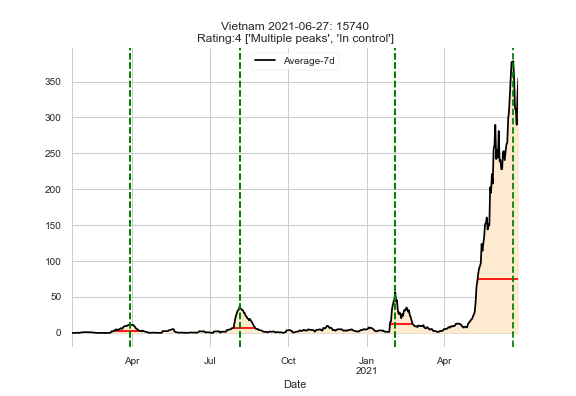 Vietnam 2021-06-27: 15740
Rating:4 ['Multiple peaks', 'In control']
Average-7d
350
300
250
200
150
100
50
0
Apr
Jul
Oct
Jan
2021
Apr
Date